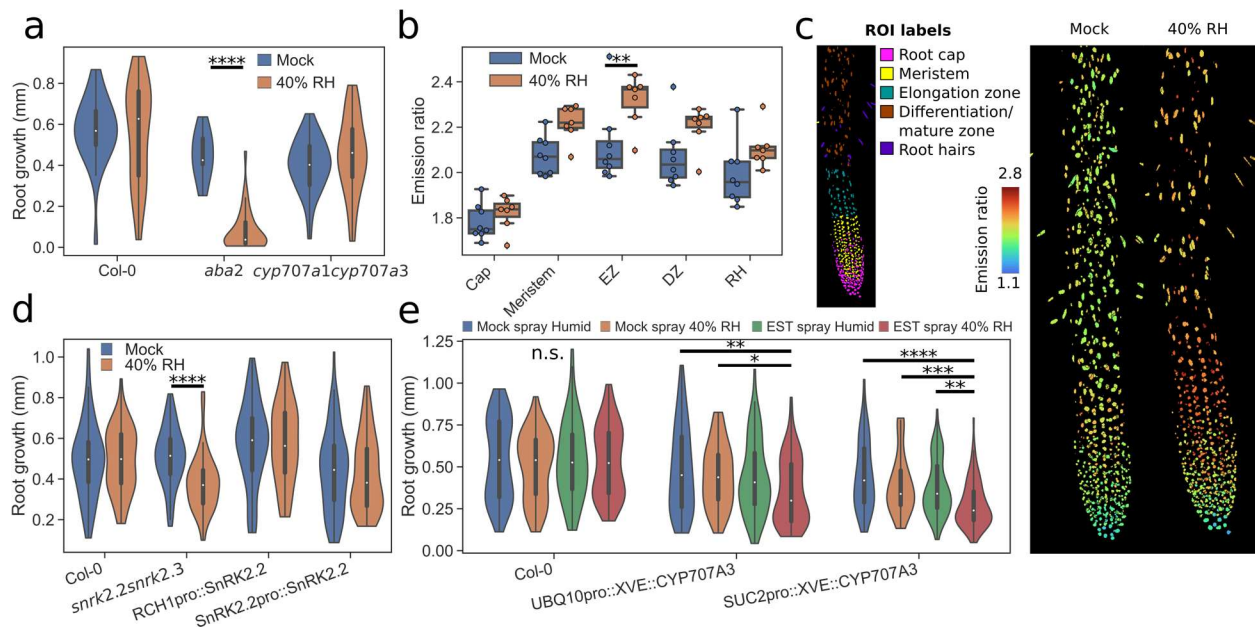 a
Root growth (mm)
0.8
0.6
0.4
0.2
0.0
Mock
40% RH
****
Col-0
aba2
cyp707a1cyp707a3
b
Emission ratio
2.4
2.2
2.0
1.8
Mock
40% RH
**
Cap
Meristem
EZ
DZ
RH
c
ROI labels
Root cap
Meristem
Elongation zone
Differentiation/
mature zone
Root hairs
Emission ratio
2.8
1.1
Mock
40% RH
d
Root growth (mm)
1.0
0.8
0.6
0.4
0.2
Mock
40% RH
****
Col-0
snrk2.2snrk2.3
RCH1pro::SnRK2.2
SnRK2.2pro::SnRK2.2
e
Mock spray Humid
Mock spray 40% RH
EST spray Humid
EST spray 40% RH
Root growth (mm)
1.25
1.00
0.75
0.50
0.25
0.00
n.s.
**
*
****
***
**
Col-0
UBQ10pro::XVE::CYP707A3
SUC2pro::XVE::CYP707A3